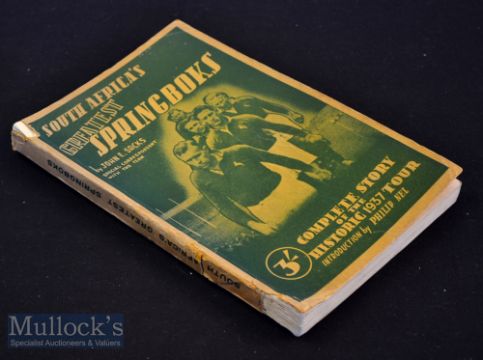 SOUTH AFRICA'S
GREATEST
SPRINGBOKS
by JOHN E. SACKS
SPECIAL CORRESPONDENT
WITH THE TEAM
COMPLETE STORY
OF THE
HISTORIC 1937 TOUR
INTRODUCTION by PHILIP NEL
3/-
SOUTH AFRICA'S GREATEST SPRINGBOKS
Mullock's
Specialist Auctioneers & Valuers